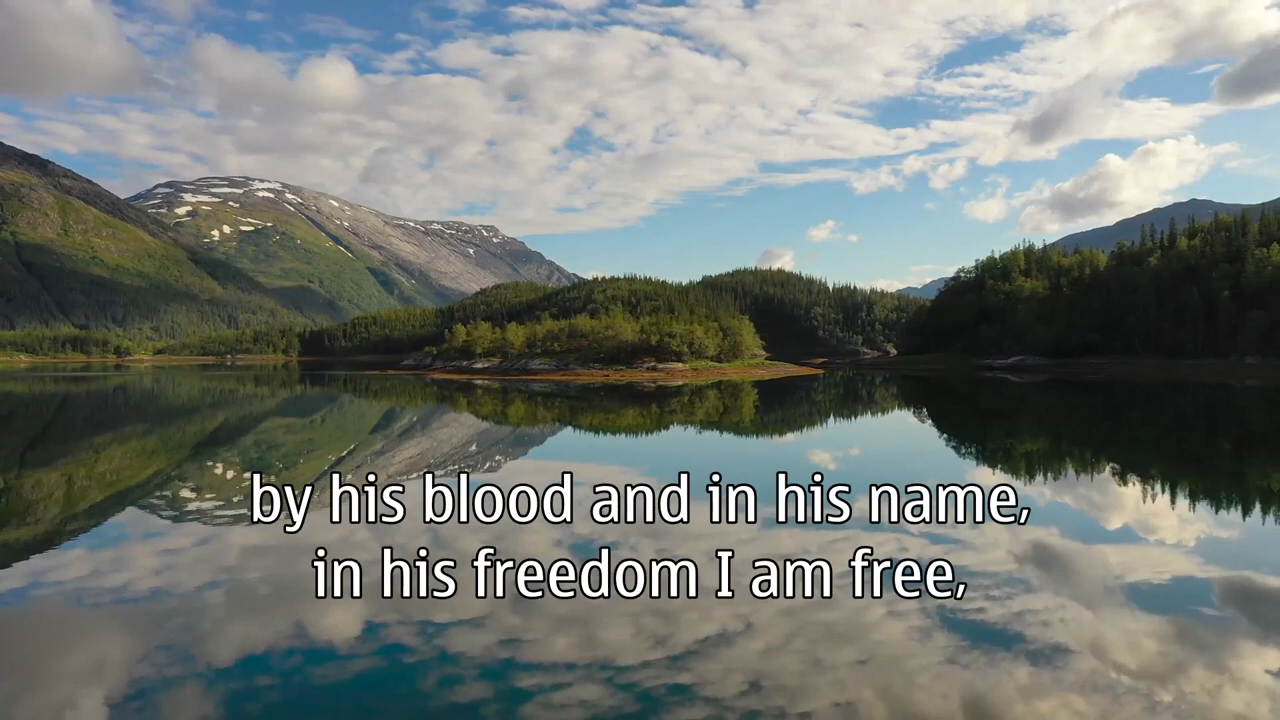 by his blood and in his name,
in his freedom I am free,